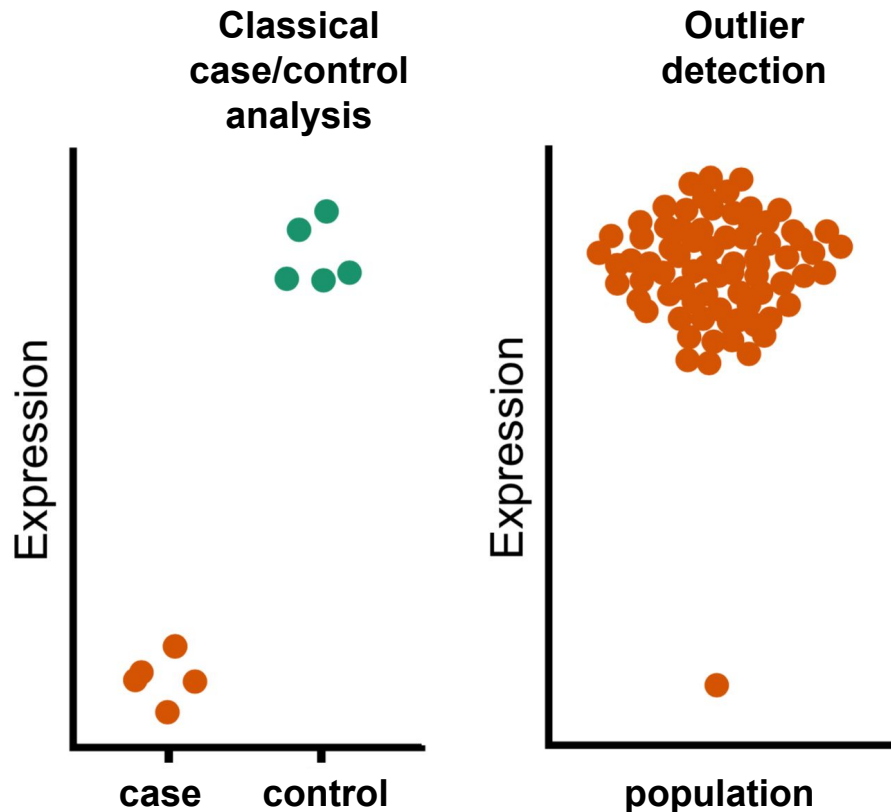 Classical
case/control
analysis
Expression
case
control
Outlier
detection
Expression
population